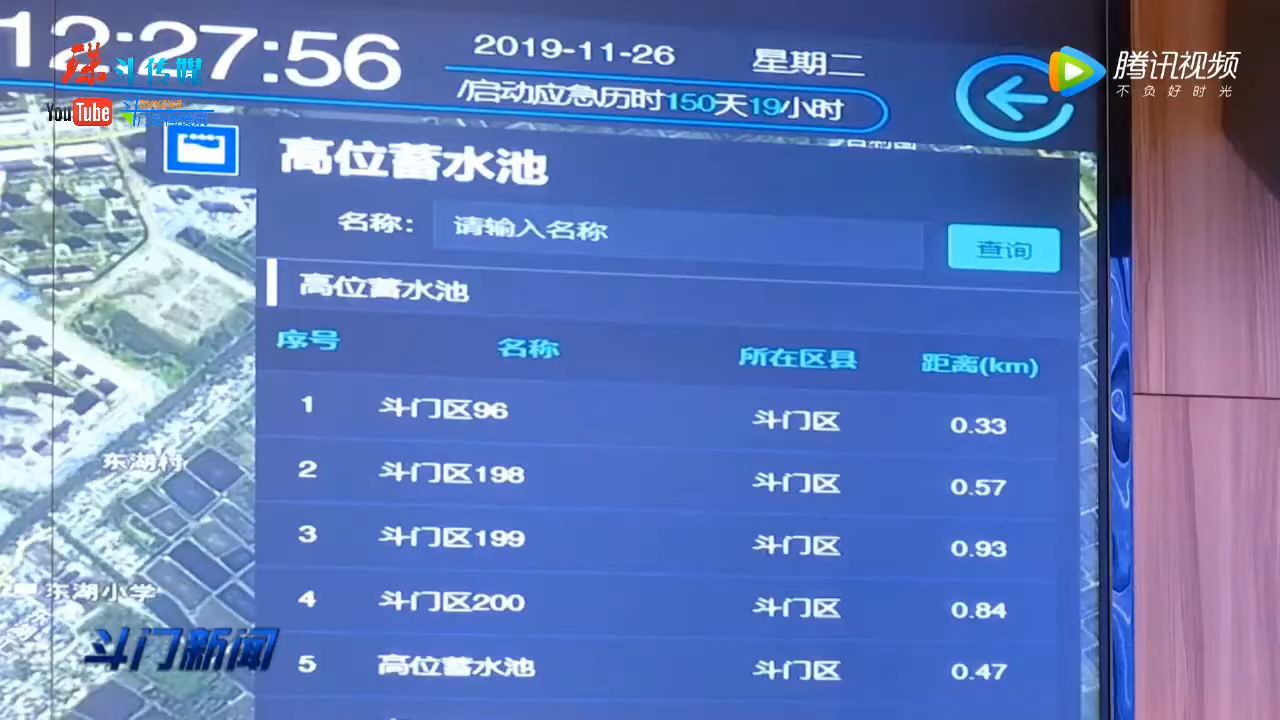 12:27:56
2019-11-26 星期二
启动应急历时150天19小时
珠斗传媒
YouTube
腾讯视频
不负好时光
高位蓄水池
名称: 请输入名称 查询
高位蓄水池
序号 名称 所在区县 距离(km)
1 斗门区96 斗门区 0.33
2 斗门区198 斗门区 0.57
3 斗门区199 斗门区 0.93
4 斗门区200 斗门区 0.84
5 高位蓄水池 斗门区 0.47
东湖村
东湖小学
斗门新闻